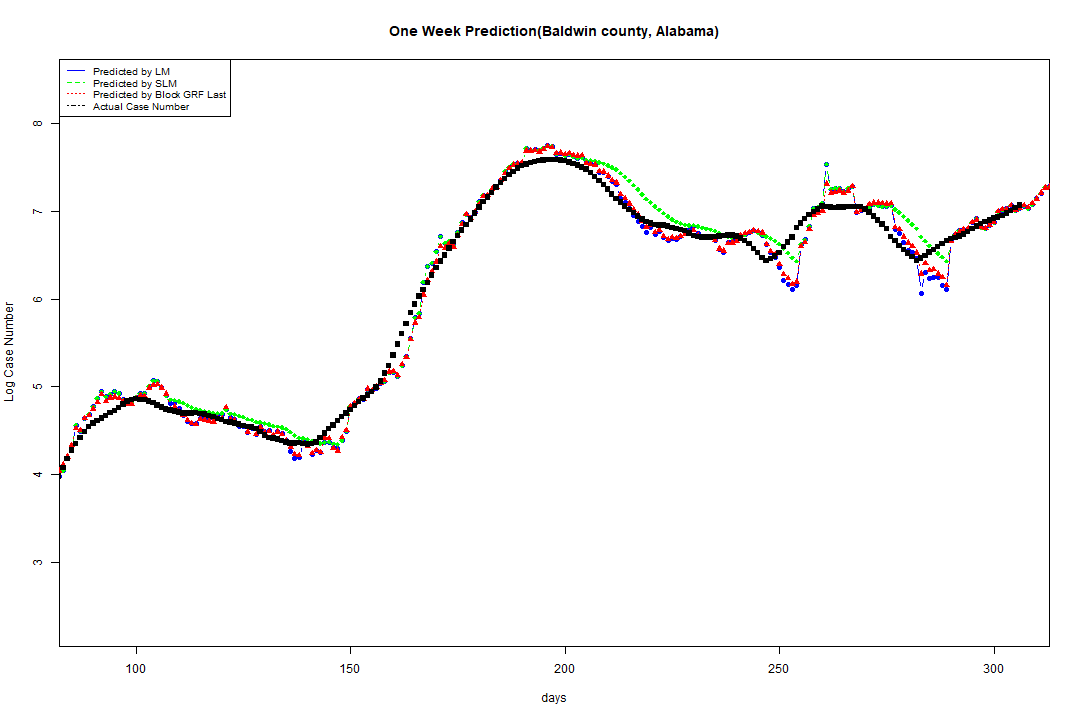 One Week Prediction(Baldwin county, Alabama)
Predicted by LM
Predicted by SLM
Predicted by Block GRF Last
Actual Case Number
8
7
6
5
4
3
Log Case Number
100 150 200 250 300
days